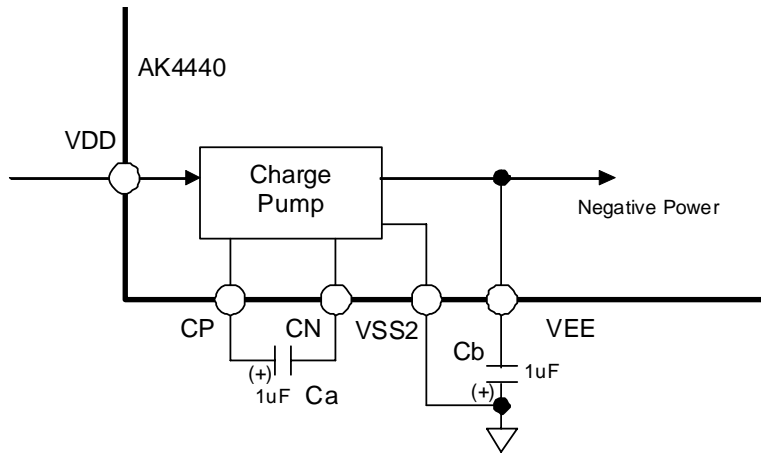 AK4440
VDD
Charge
Pump
Negative Power
CP
CN
VSS2
VEE
Cb
1uF
(+)
(+)
1uF
Ca